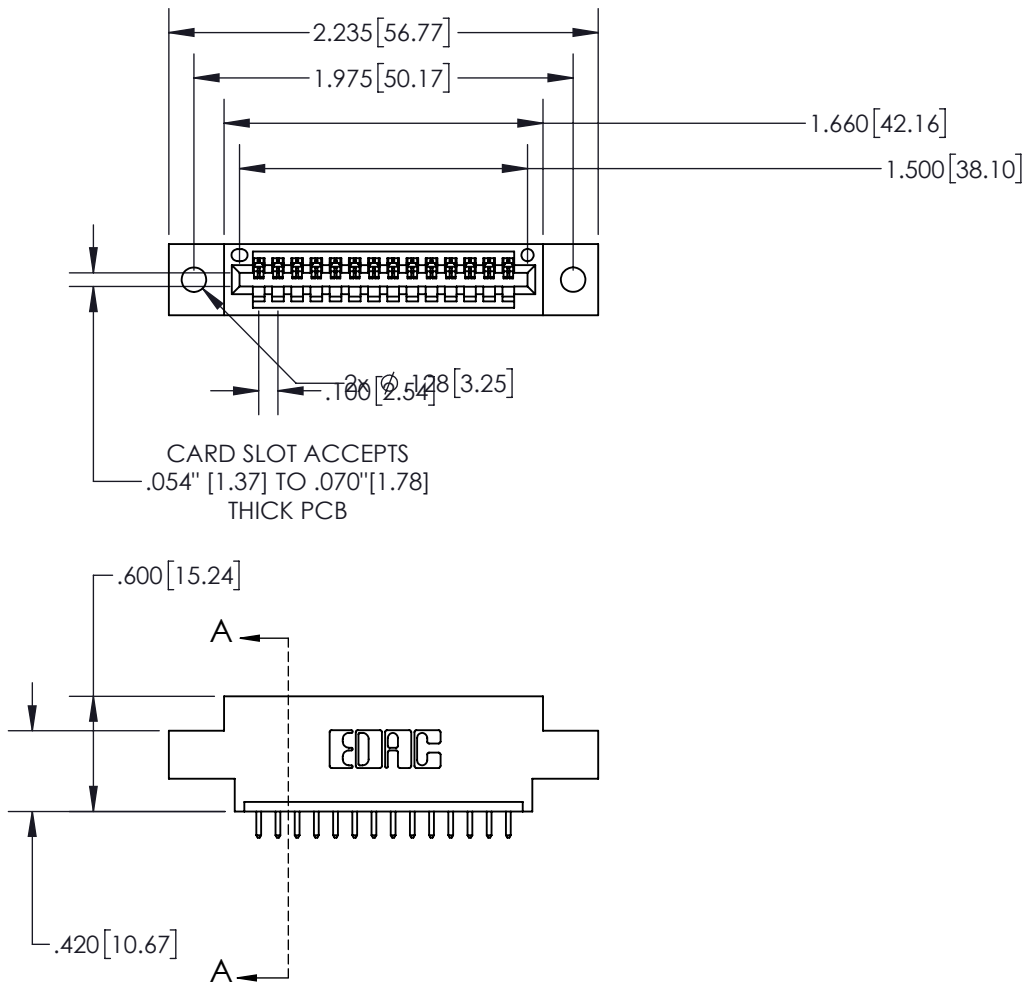 2.235[56.77]
1.975[50.17]
1.660[42.16]
1.500[38.10]
2x Ø .128[3.25]
.100[2.54]
CARD SLOT ACCEPTS
.054" [1.37] TO .070"[1.78]
THICK PCB
.600[15.24]
A
EDAC
.420[10.67]
A